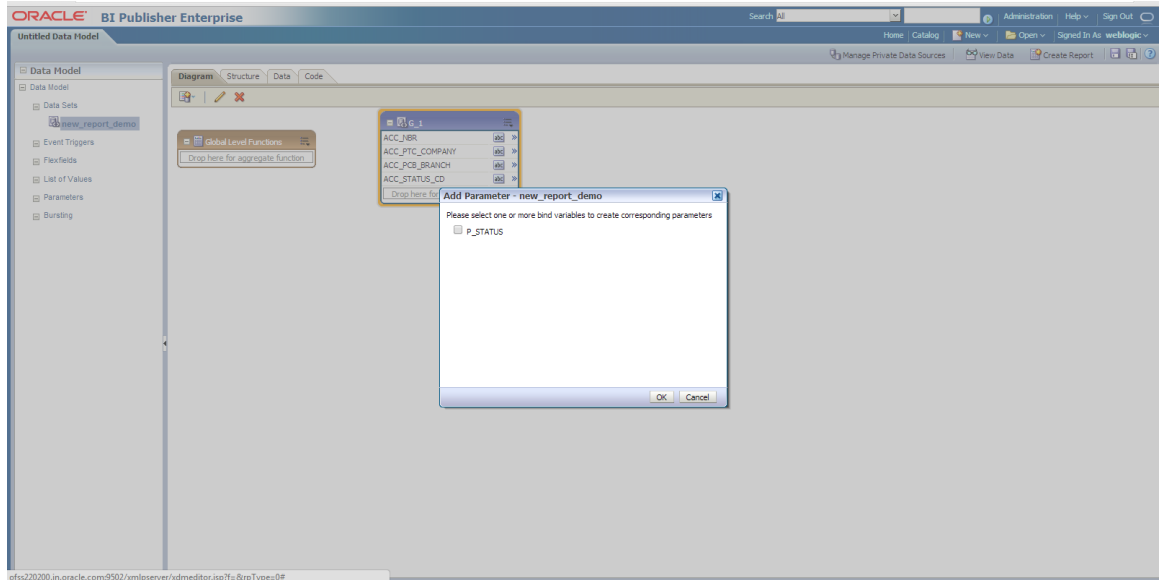 ORACLE BI Publisher Enterprise Search All Administration Help Sign Out
Untitled Data Model Home Catalog New Open Signed In As weblogic
Manage Private Data Sources View Data Create Report
Data Model
Diagram Structure Data Code
Data Model
Data Sets
new_report_demo
Event Triggers
Flexfields
List of Values
Parameters
Bursting
Global Level Functions
Drop here for aggregate function
G_1
ACC_NBR
ACC_PTC_COMPANY
ACC_PCB_BRANCH
ACC_STATUS_CD
Drop here for
Add Parameter - new_report_demo
Please select one or more bind variables to create corresponding parameters
P_STATUS
OK Cancel
ofss220200.in.oracle.com:9502/xmlpserver/xdmeditor.jsp?f=&rpType=0#